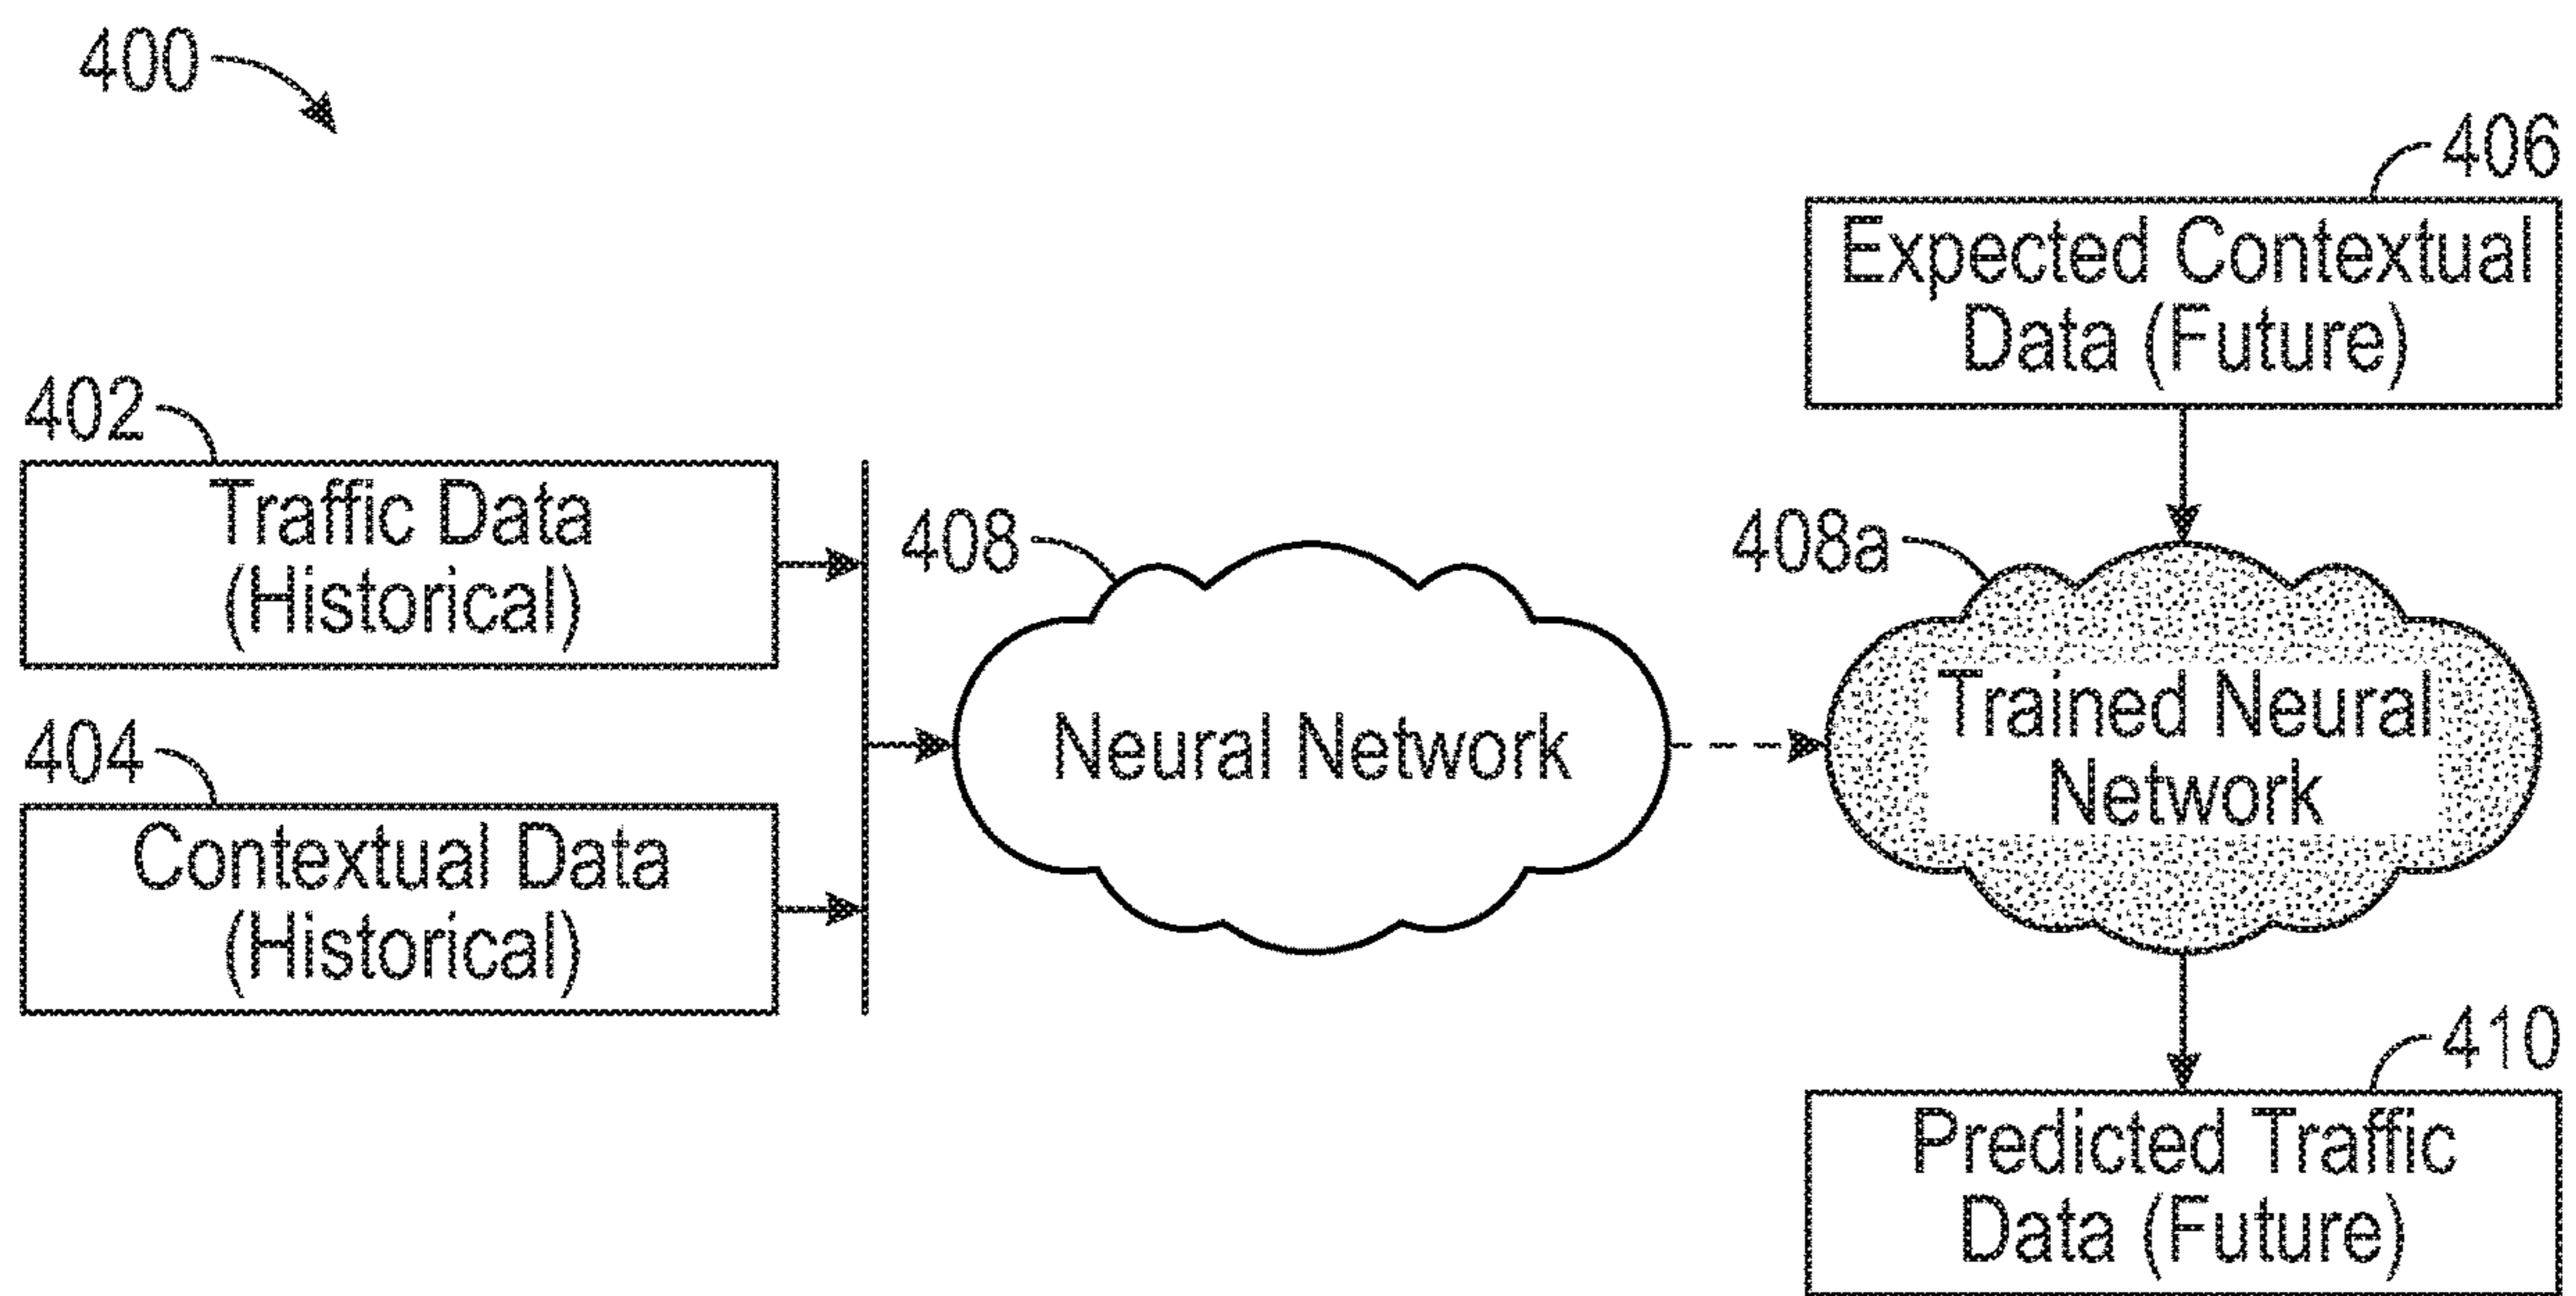 400
406
Expected Contextual
Data (Future)
402
Traffic Data
(Historical)
408
Neural Network
408a
Trained Neural
Network
404
Contextual Data
(Historical)
410
Predicted Traffic
Data (Future)